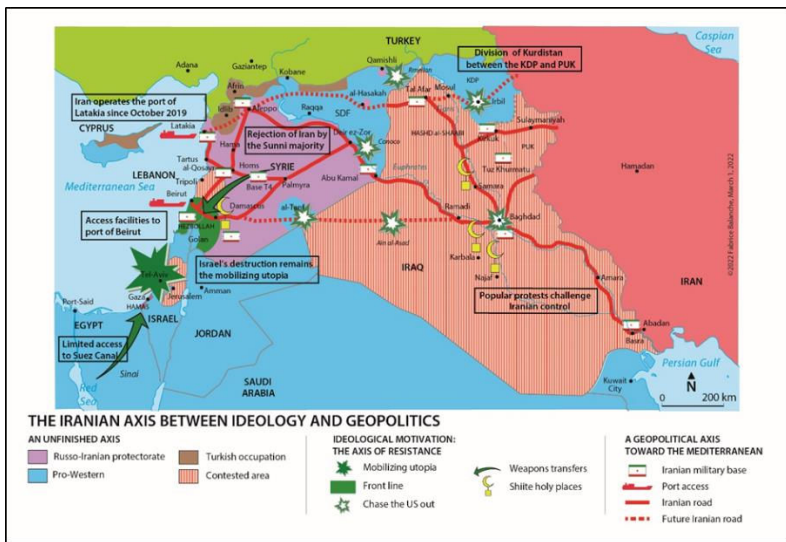 TURKEY
Caspian
Sea
Adana
Gaziantep
Kobane
Qamishli
Division of Kurdistan
between the KDP and PUK
Afrin
KDP
Iran operates the port of
Latakia since October 2019
Idlib
Aleppo
Raqqa
al-Hasakah
SDF
Tal Afar
Mosul
Erbil
CYPRUS
Latakia
Rejection of Iran by
the Sunni majority
Deir ez-Zor
HASHD al-SHAABI
Kirkuk
Sulaymaniyah
PUK
Hama
Conoco
Tartus
al-Qosayr
Homs
SYRIE
Euphrates
Tuz Khurmatu
Hamadan
LEBANON
Tripoli
Base T4
Palmyra
Abu Kamal
Samara
Mediterranean Sea
Beirut
Access facilities to
port of Beirut
Damascus
HEZBOLLAH
Golan
al-Tanf
Ramadi
Baghdad
Ain al-Asad
Israel's destruction remains
the mobilizing utopia
IRAQ
Karbala
Najaf
IRAN
Tel-Aviv
Jerusalem
Amman
Amara
Popular protests challenge
Iranian control
Port-Said
Gaza
HAMAS
ISRAEL
EGYPT
JORDAN
Abadan
Basra
Limited access
to Suez Canal
Sinai
Red
Sea
SAUDI
ARABIA
Kuwait
City
Persian Gulf
N
0 200 km
©2022 Fabrice Balanche, March 1, 2022
THE IRANIAN AXIS BETWEEN IDEOLOGY AND GEOPOLITICS
AN UNFINISHED AXIS
Russo-Iranian protectorate
Turkish occupation
Pro-Western
Contested area
IDEOLOGICAL MOTIVATION:
THE AXIS OF RESISTANCE
Mobilizing utopia
Front line
Chase the US out
Weapons transfers
Shiite holy places
A GEOPOLITICAL AXIS
TOWARD THE MEDITERRANEAN
Iranian military base
Port access
Iranian road
Future Iranian road